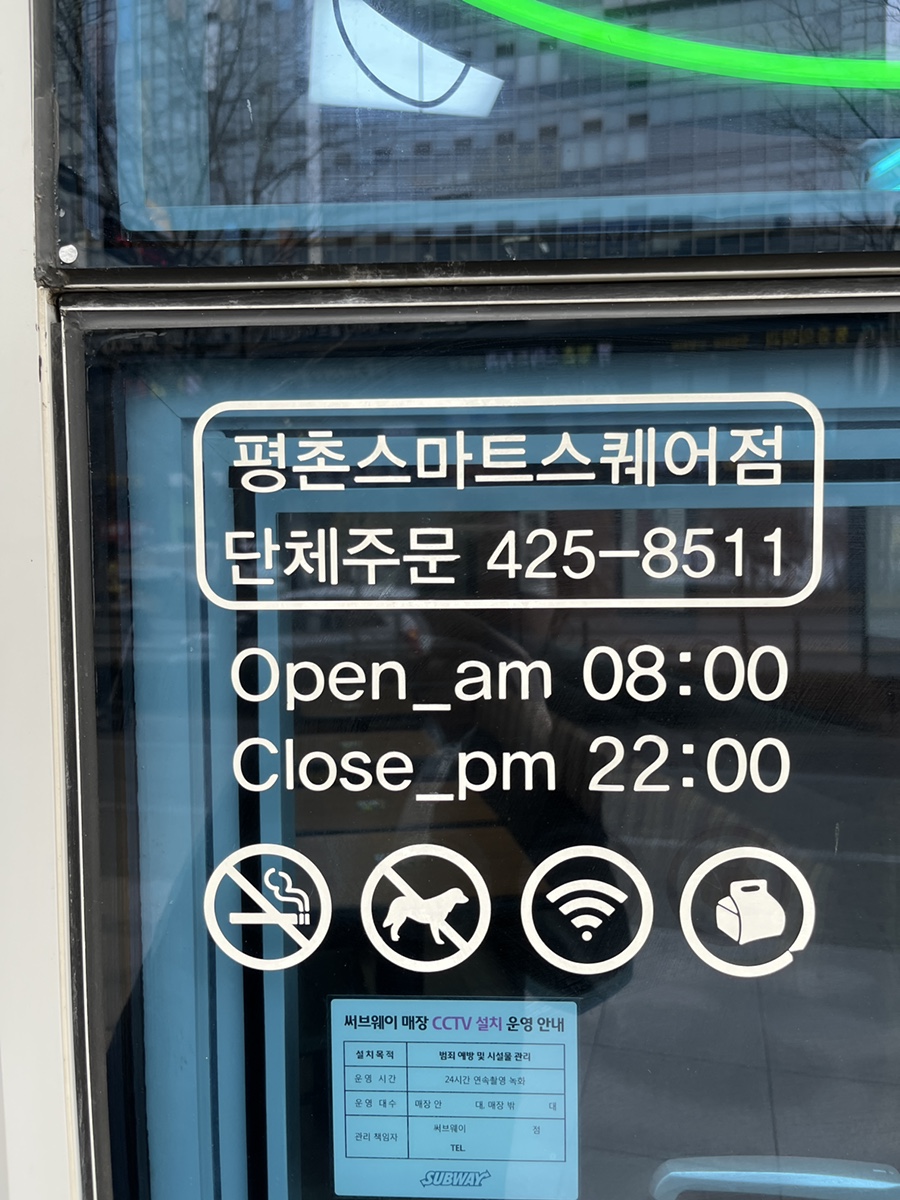 평촌스마트스퀘어점
단체주문 425-8511
Open_am 08:00
Close_pm 22:00
써브웨이 매장 CCTV 설치 운영 안내
설치목적 범죄 예방 및 시설물 관리
운영 시간 24시간 연속촬영 녹화
운영 대수 매장 안 대, 매장 밖 대
관리 책임자 써브웨이 점
TEL.
SUBWAY